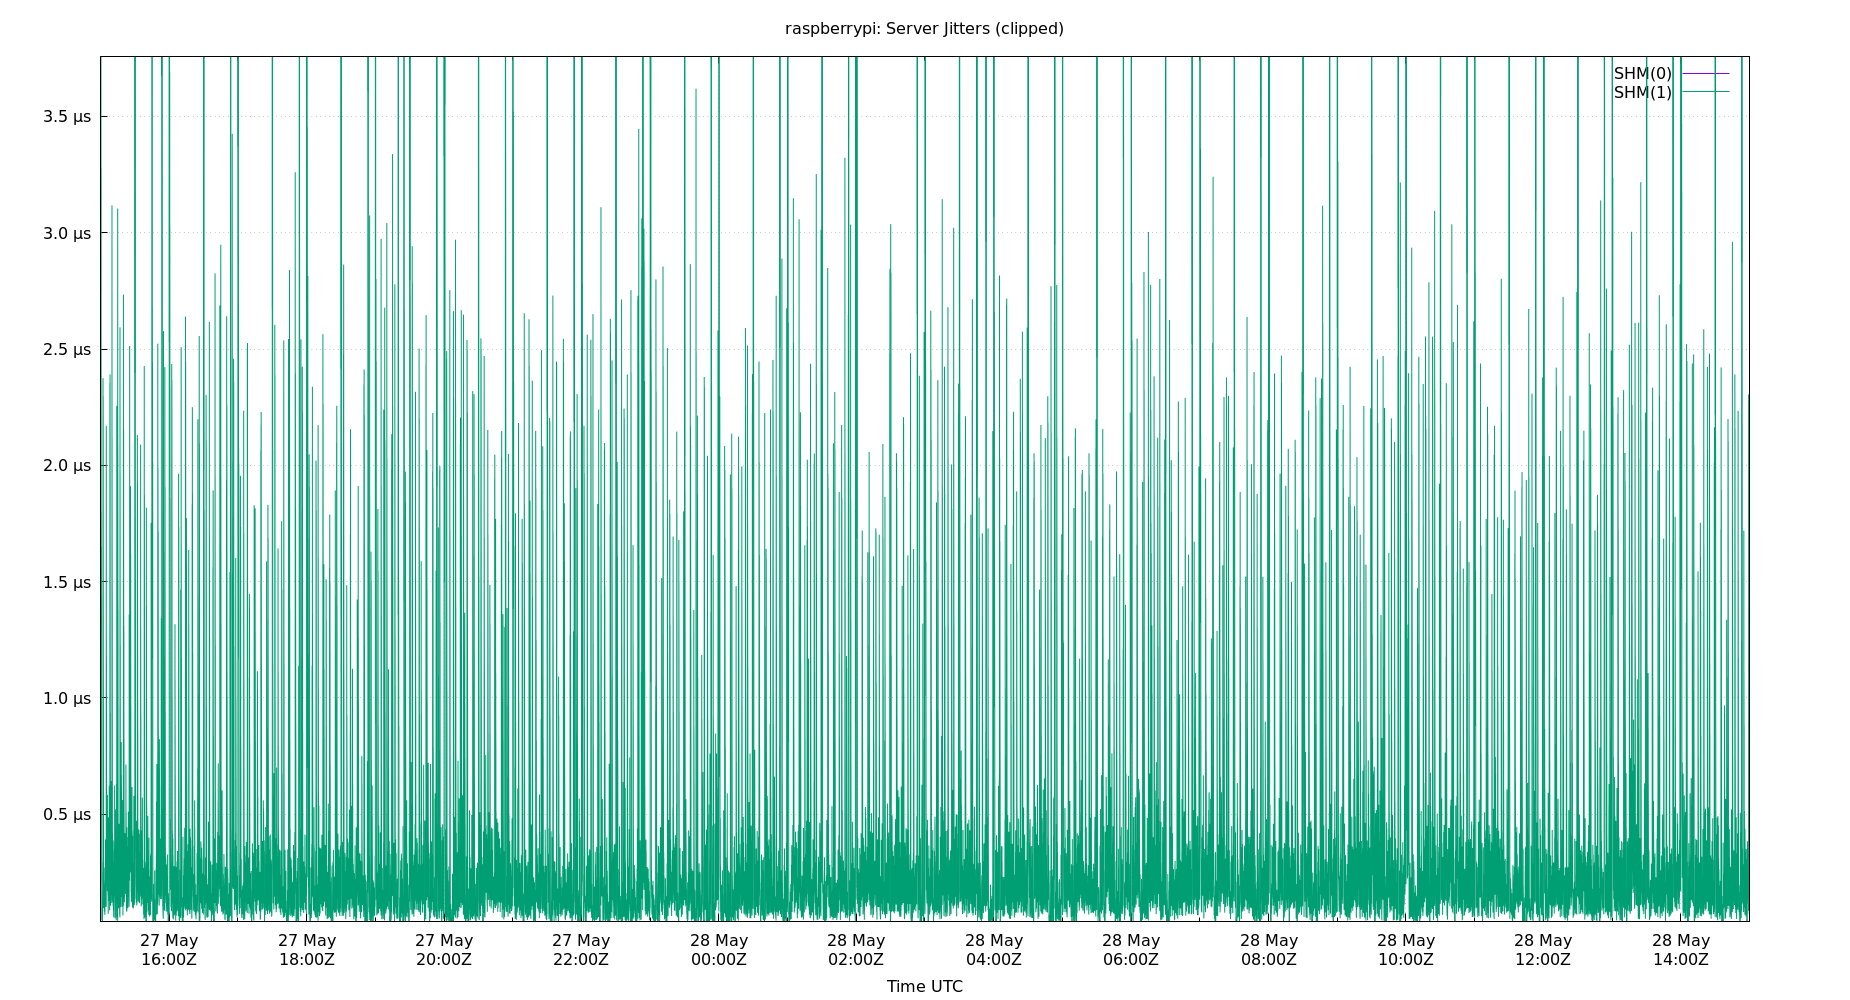 raspberrypi: Server Jitters (clipped)
SHM(0)
SHM(1)
3.5 µs
3.0 µs
2.5 µs
2.0 µs
1.5 µs
1.0 µs
0.5 µs
27 May 27 May 27 May 27 May 28 May 28 May 28 May 28 May 28 May 28 May 28 May 28 May
16:00Z 18:00Z 20:00Z 22:00Z 00:00Z 02:00Z 04:00Z 06:00Z 08:00Z 10:00Z 12:00Z 14:00Z
Time UTC